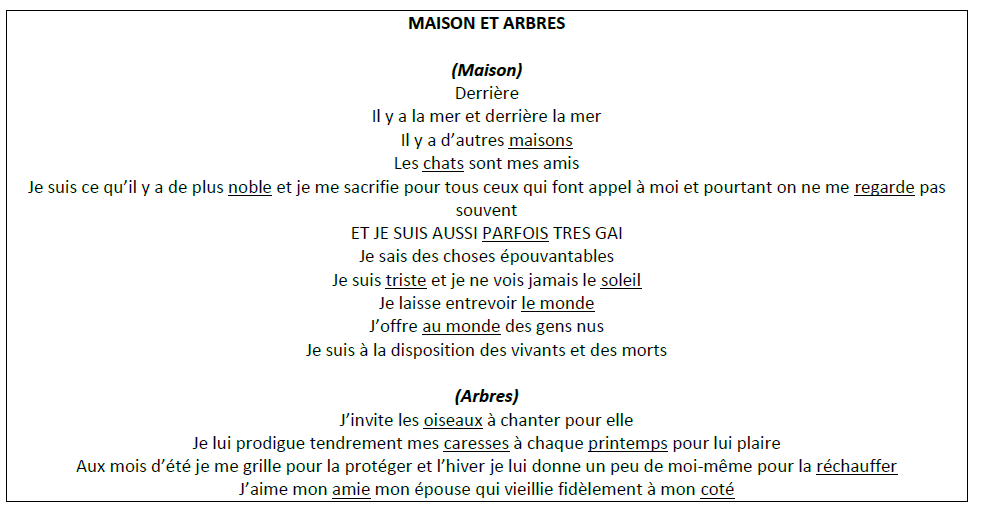 MAISON ET ARBRES
(Maison)
Derrière
Il y a la mer et derrière la mer
Il y a d’autres maisons
Les chats sont mes amis
Je suis ce qu’il y a de plus noble et je me sacrifie pour tous ceux qui font appel à moi et pourtant on ne me regarde pas
souvent
ET JE SUIS AUSSI PARFOIS TRES GAI
Je sais des choses épouvantables
Je suis triste et je ne vois jamais le soleil
Je laisse entrevoir le monde
J’offre au monde des gens nus
Je suis à la disposition des vivants et des morts
(Arbres)
J’invite les oiseaux à chanter pour elle
Je lui prodigue tendrement mes caresses à chaque printemps pour lui plaire
Aux mois d’été je me grille pour la protéger et l’hiver je lui donne un peu de moi-même pour la réchauffer
J’aime mon amie mon épouse qui vieillie fidèlement à mon coté